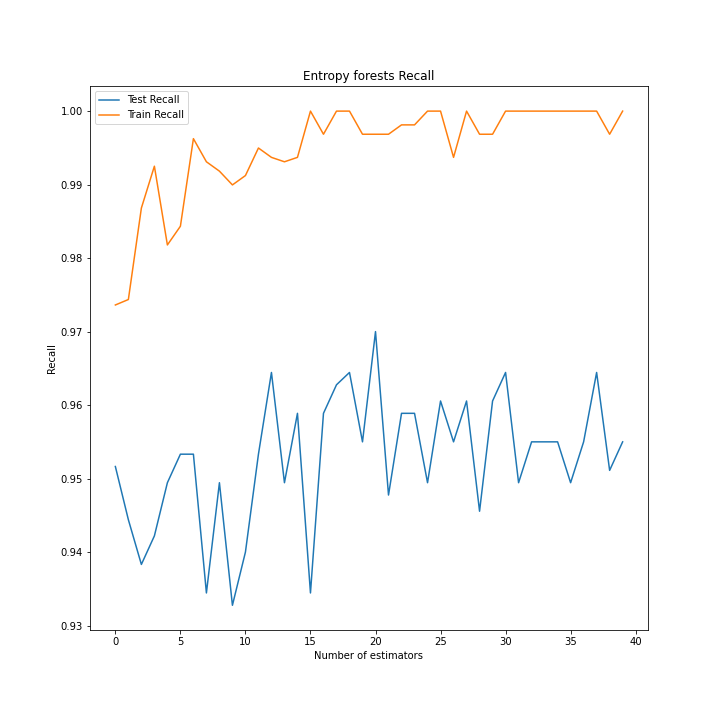 Entropy forests Recall
Test Recall
Train Recall
1.00
0.99
0.98
0.97
0.96
0.95
0.94
0.93
Recall
0 5 10 15 20 25 30 35 40
Number of estimators